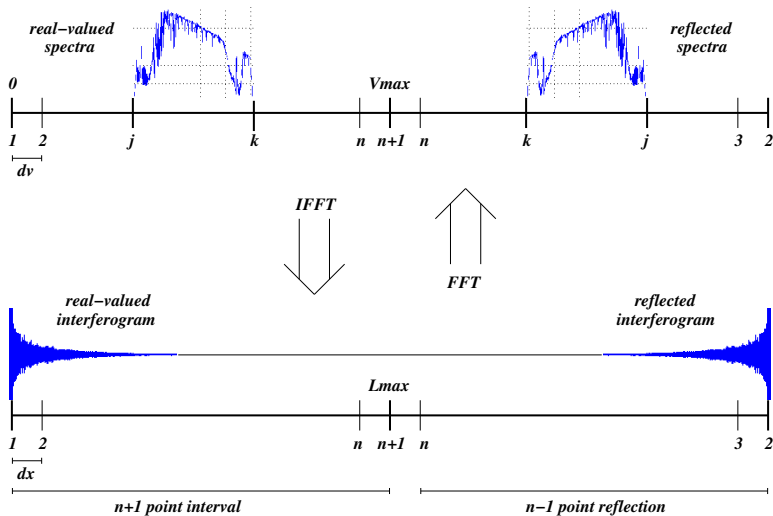 real-valued
spectra
reflected
spectra
0
Vmax
1 2 j k n n+1 n k j 3 2
dv
IFFT
FFT
real-valued
interferogram
reflected
interferogram
Lmax
1 2 n n+1 n 3 2
dx
n+1 point interval
n-1 point reflection